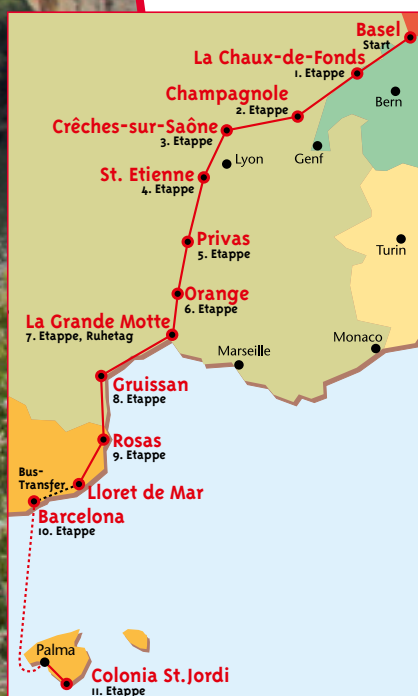 Basel
Start
La Chaux-de-Fonds
1. Etappe
Bern
Champagnole
2. Etappe
Crêches-sur-Saône
3. Etappe
Lyon
Genf
St. Etienne
4. Etappe
Privas
5. Etappe
Turin
Orange
6. Etappe
La Grande Motte
7. Etappe, Ruhetag
Marseille
Monaco
Gruissan
8. Etappe
Rosas
9. Etappe
Bus-
Transfer
Lloret de Mar
Barcelona
10. Etappe
Palma
Colonia St.Jordi
11. Etappe